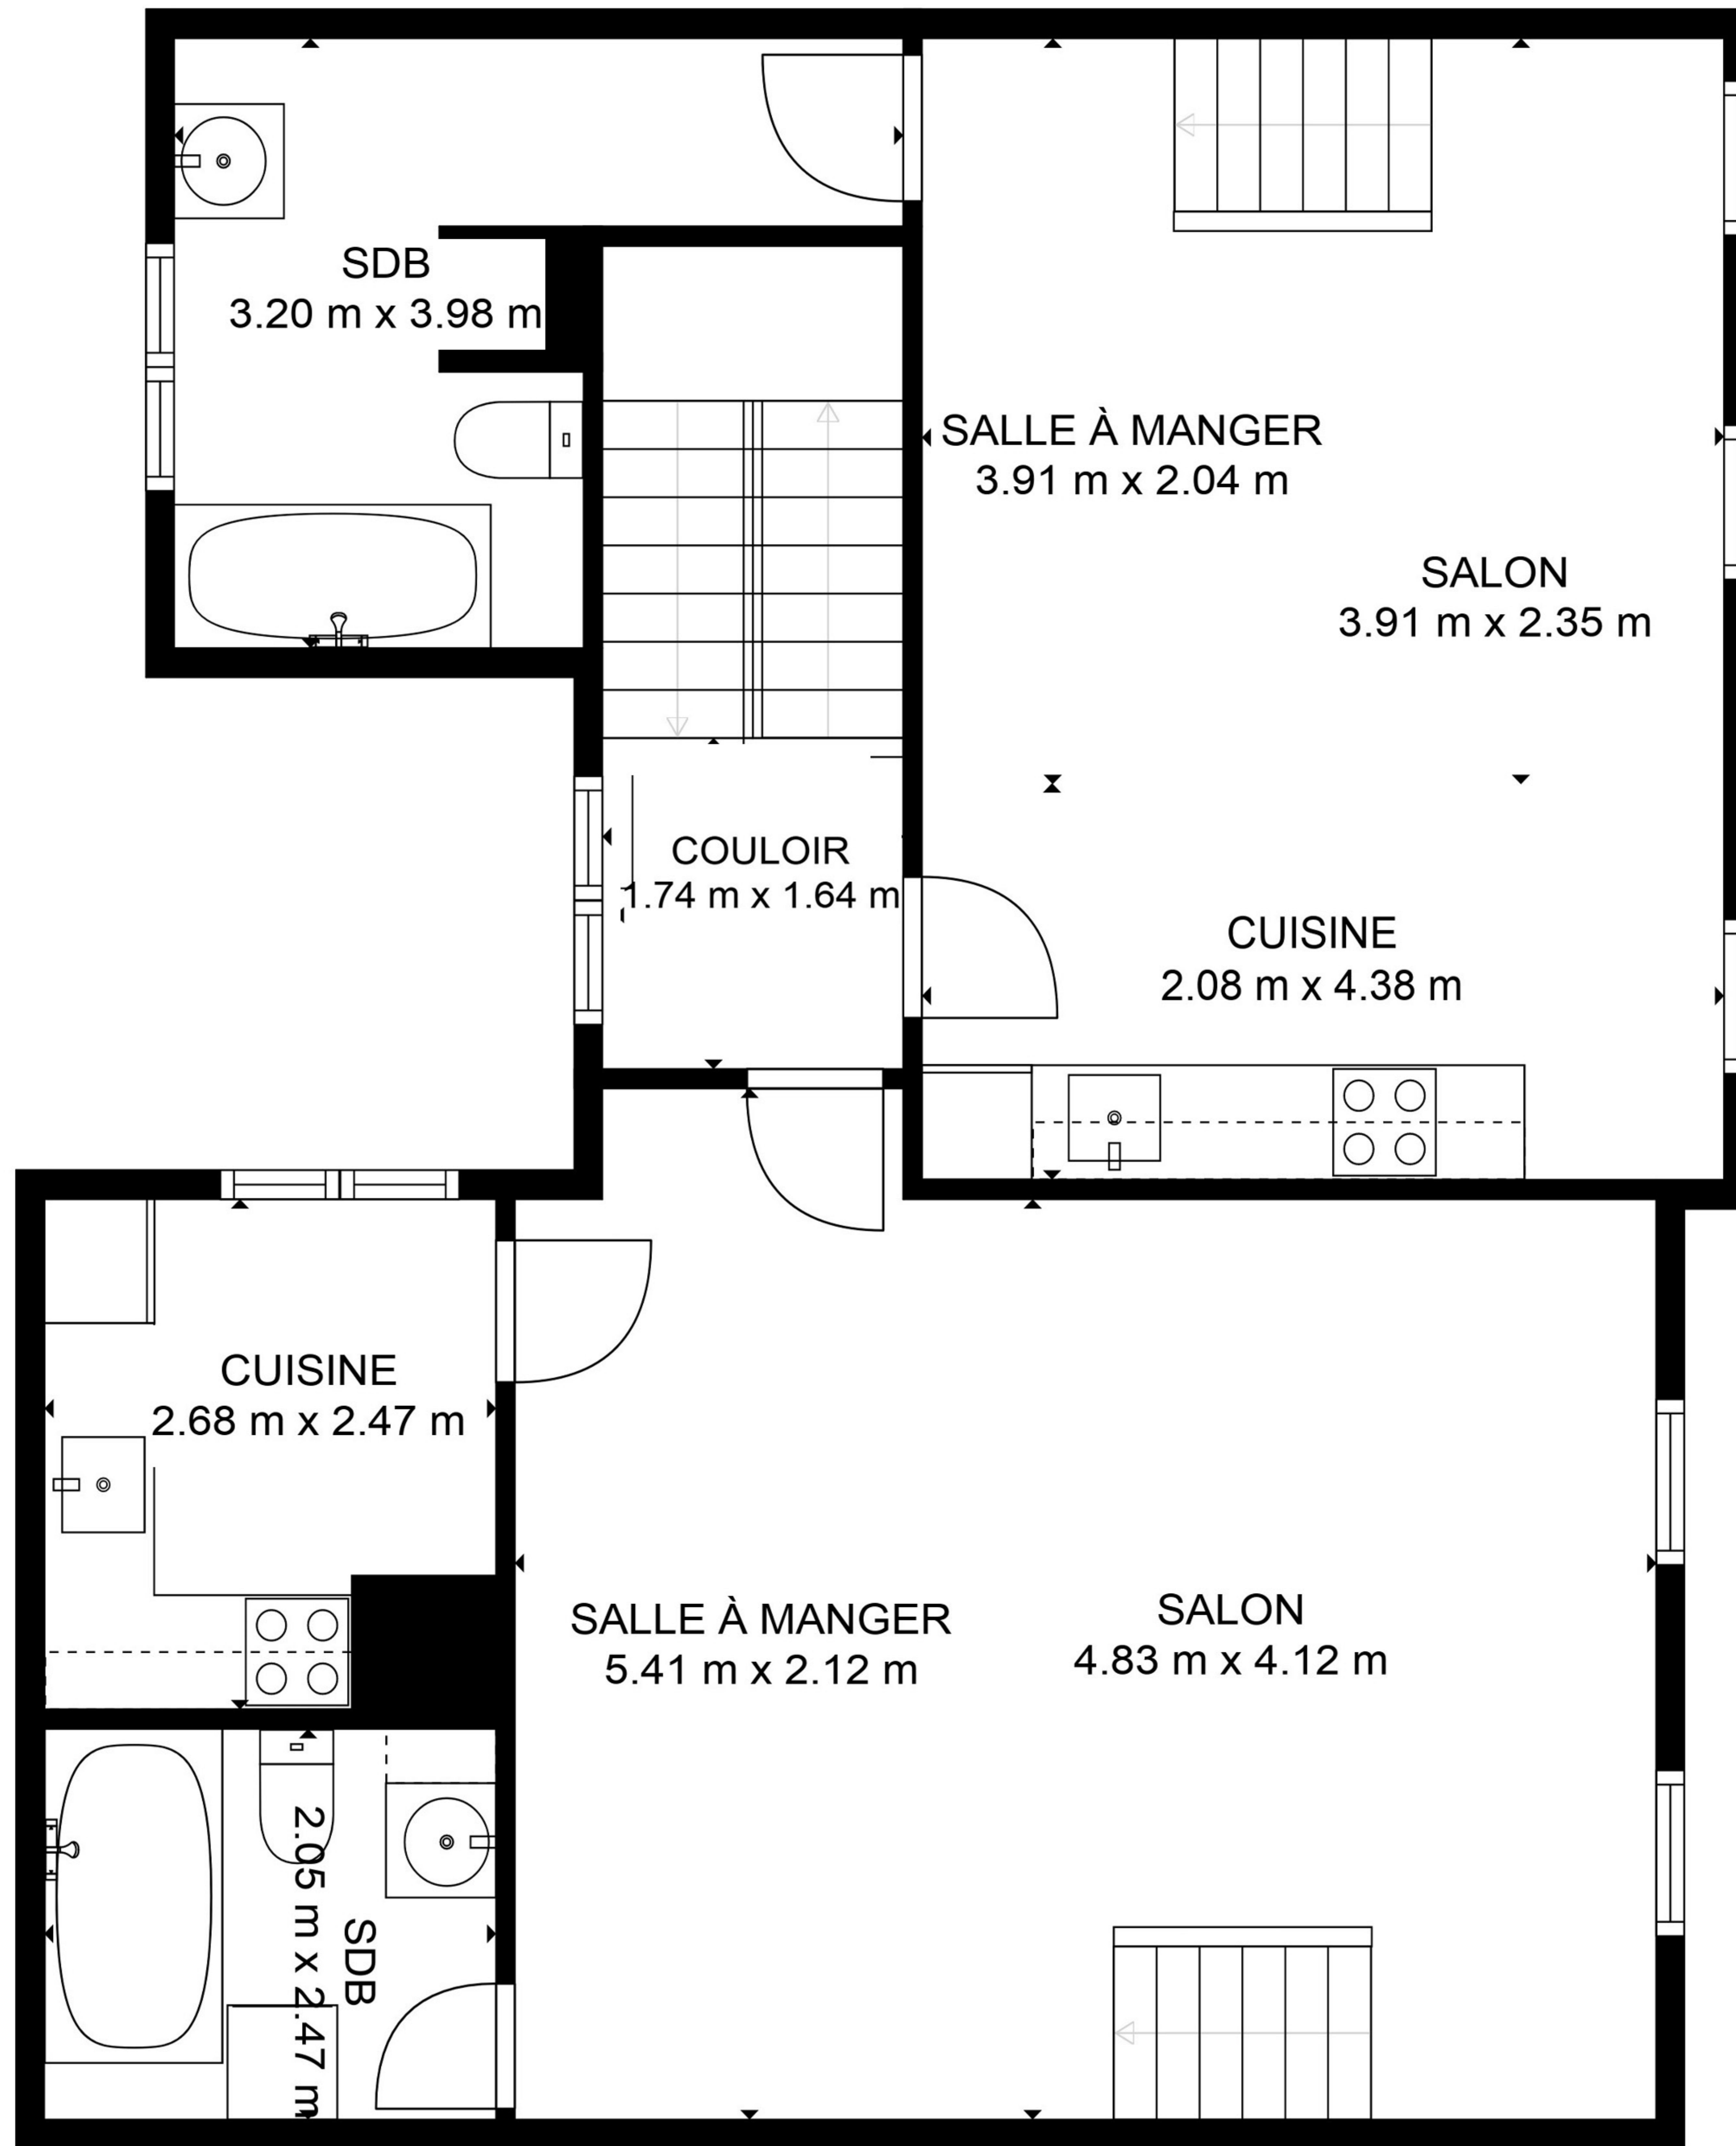 SDB
3.20 m x 3.98 m
SALLE À MANGER
3.91 m x 2.04 m
SALON
3.91 m x 2.35 m
COULOIR
1.74 m x 1.64 m
CUISINE
2.08 m x 4.38 m
CUISINE
2.68 m x 2.47 m
SALLE À MANGER
5.41 m x 2.12 m
SALON
4.83 m x 4.12 m
SDB
2.05 m x 2.47 m